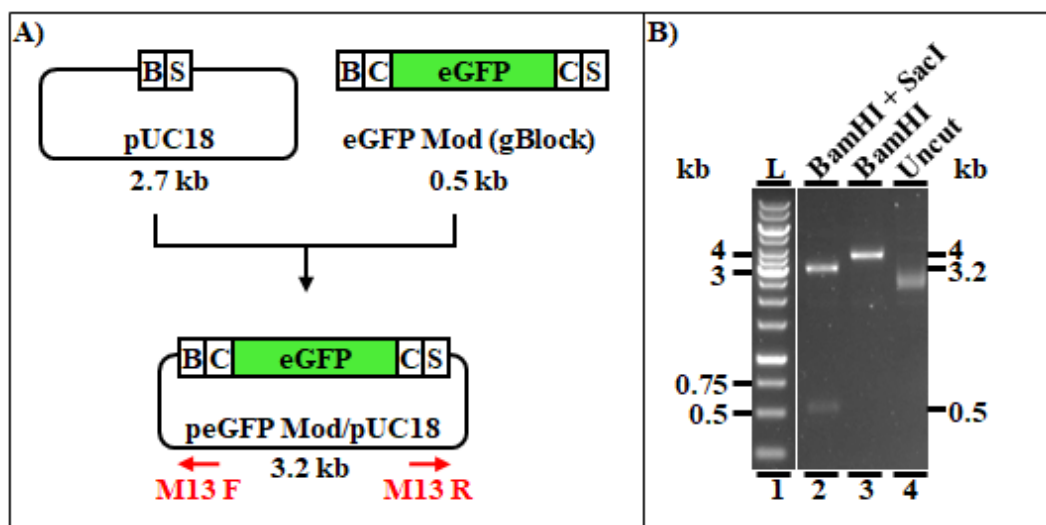 A)
B S
pUC18
2.7 kb
B C eGFP C S
eGFP Mod (gBlock)
0.5 kb
B C eGFP C S
peGFP Mod/pUC18
3.2 kb
M13 F
M13 R
B)
BamHI + SacI
BamHI
Uncut
kb L kb
4 4
3 3.2
0.75
0.5 0.5
1 2 3 4